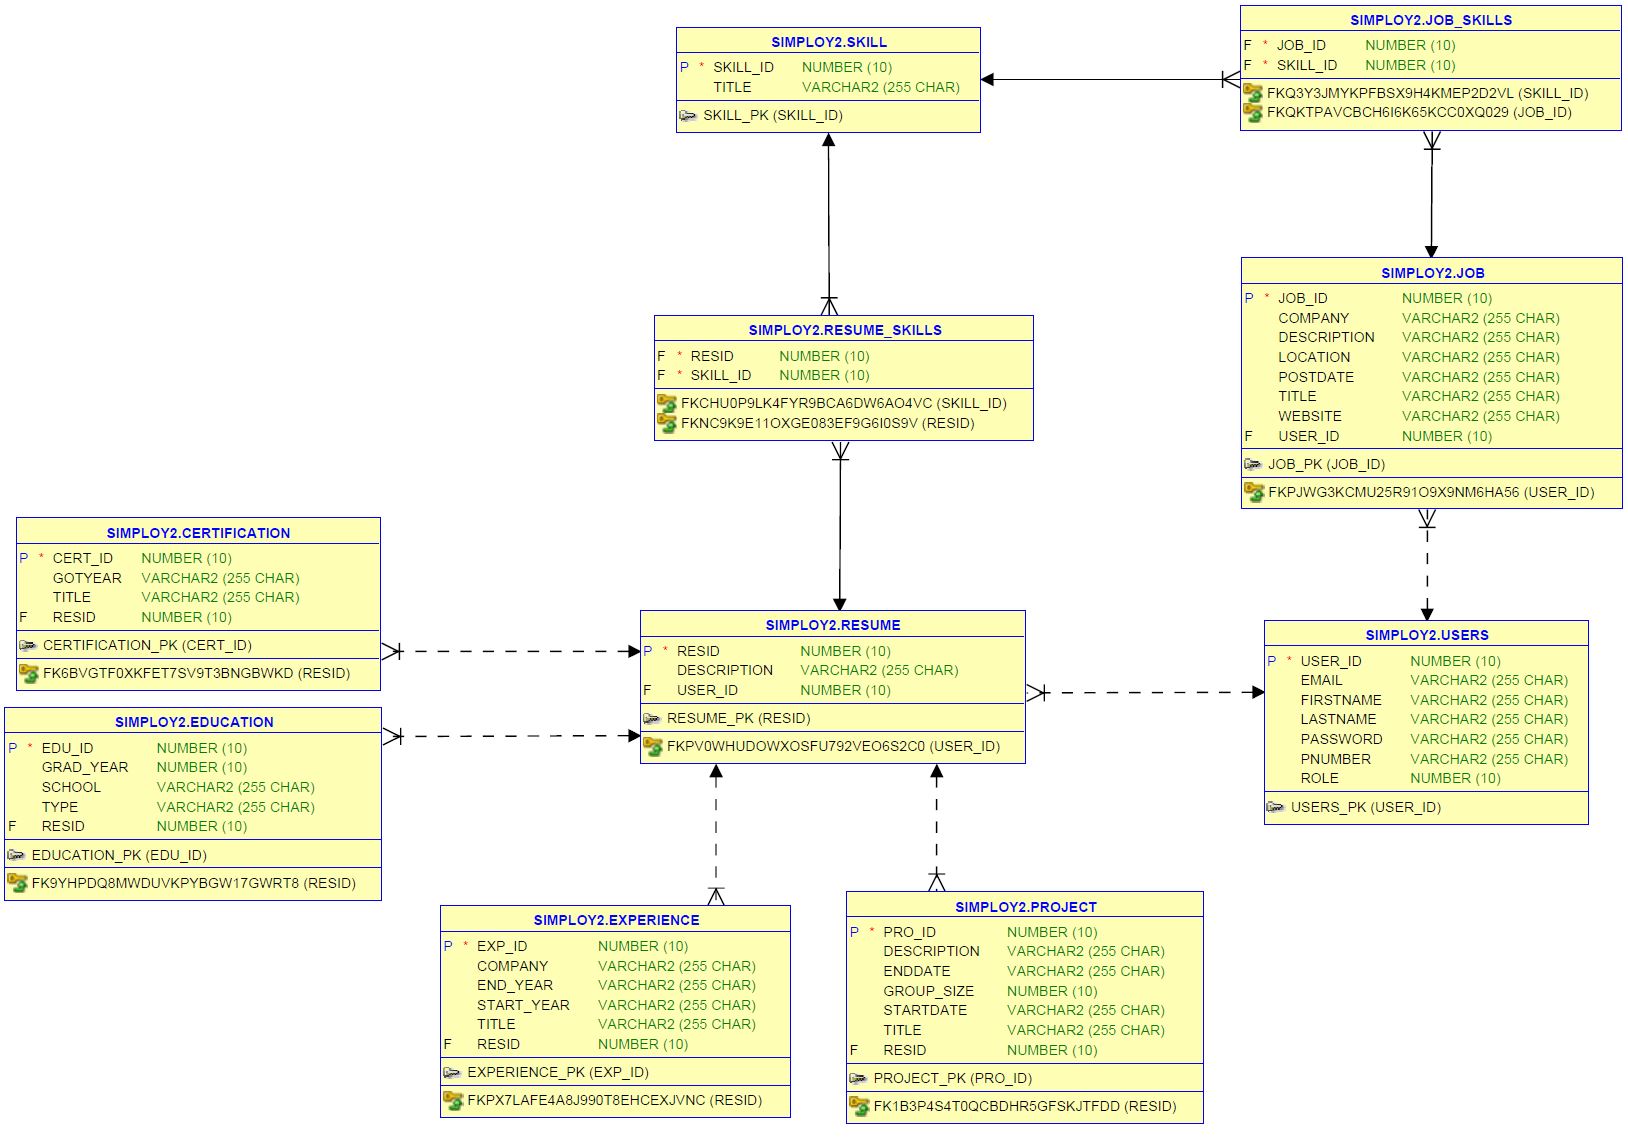 SIMPLOY2.SKILL
P * SKILL_ID NUMBER (10)
TITLE VARCHAR2 (255 CHAR)
SKILL_PK (SKILL_ID)
SIMPLOY2.JOB_SKILLS
F * JOB_ID NUMBER (10)
F * SKILL_ID NUMBER (10)
FKQ3Y3JMYKPFBSX9H4KMEP2D2VL (SKILL_ID)
FKQKTPAVCBCH6I6K65KCC0XQ029 (JOB_ID)
SIMPLOY2.JOB
P * JOB_ID NUMBER (10)
COMPANY VARCHAR2 (255 CHAR)
DESCRIPTION VARCHAR2 (255 CHAR)
LOCATION VARCHAR2 (255 CHAR)
POSTDATE VARCHAR2 (255 CHAR)
TITLE VARCHAR2 (255 CHAR)
WEBSITE VARCHAR2 (255 CHAR)
F USER_ID NUMBER (10)
JOB_PK (JOB_ID)
FKPJWG3KCMU25R91O9X9NM6HA56 (USER_ID)
SIMPLOY2.RESUME_SKILLS
F * RESID NUMBER (10)
F * SKILL_ID NUMBER (10)
FKCHU0P9LK4FYR9BCA6DW6AO4VC (SKILL_ID)
FKNC9K9E11OXGE083EF9G6I0S9V (RESID)
SIMPLOY2.CERTIFICATION
P * CERT_ID NUMBER (10)
GOTYEAR VARCHAR2 (255 CHAR)
TITLE VARCHAR2 (255 CHAR)
F RESID NUMBER (10)
CERTIFICATION_PK (CERT_ID)
FK6BVGTF0XKFET7SV9T3BNGBWKD (RESID)
SIMPLOY2.RESUME
P * RESID NUMBER (10)
DESCRIPTION VARCHAR2 (255 CHAR)
F USER_ID NUMBER (10)
RESUME_PK (RESID)
FKPV0WHUDOWXOSFU792VEO6S2C0 (USER_ID)
SIMPLOY2.USERS
P * USER_ID NUMBER (10)
EMAIL VARCHAR2 (255 CHAR)
FIRSTNAME VARCHAR2 (255 CHAR)
LASTNAME VARCHAR2 (255 CHAR)
PASSWORD VARCHAR2 (255 CHAR)
PNUMBER VARCHAR2 (255 CHAR)
ROLE NUMBER (10)
USERS_PK (USER_ID)
SIMPLOY2.EDUCATION
P * EDU_ID NUMBER (10)
GRAD_YEAR NUMBER (10)
SCHOOL VARCHAR2 (255 CHAR)
TYPE VARCHAR2 (255 CHAR)
F RESID NUMBER (10)
EDUCATION_PK (EDU_ID)
FK9YHPDQ8MWDUVKPYBGW17GWRT8 (RESID)
SIMPLOY2.EXPERIENCE
P * EXP_ID NUMBER (10)
COMPANY VARCHAR2 (255 CHAR)
END_YEAR VARCHAR2 (255 CHAR)
START_YEAR VARCHAR2 (255 CHAR)
TITLE VARCHAR2 (255 CHAR)
F RESID NUMBER (10)
EXPERIENCE_PK (EXP_ID)
FKPX7LAFE4A8J990T8EHCEXJVNC (RESID)
SIMPLOY2.PROJECT
P * PRO_ID NUMBER (10)
DESCRIPTION VARCHAR2 (255 CHAR)
ENDDATE VARCHAR2 (255 CHAR)
GROUP_SIZE NUMBER (10)
STARTDATE VARCHAR2 (255 CHAR)
TITLE VARCHAR2 (255 CHAR)
F RESID NUMBER (10)
PROJECT_PK (PRO_ID)
FK1B3P4S4T0QCBDHR5GFSKJTFDD (RESID)